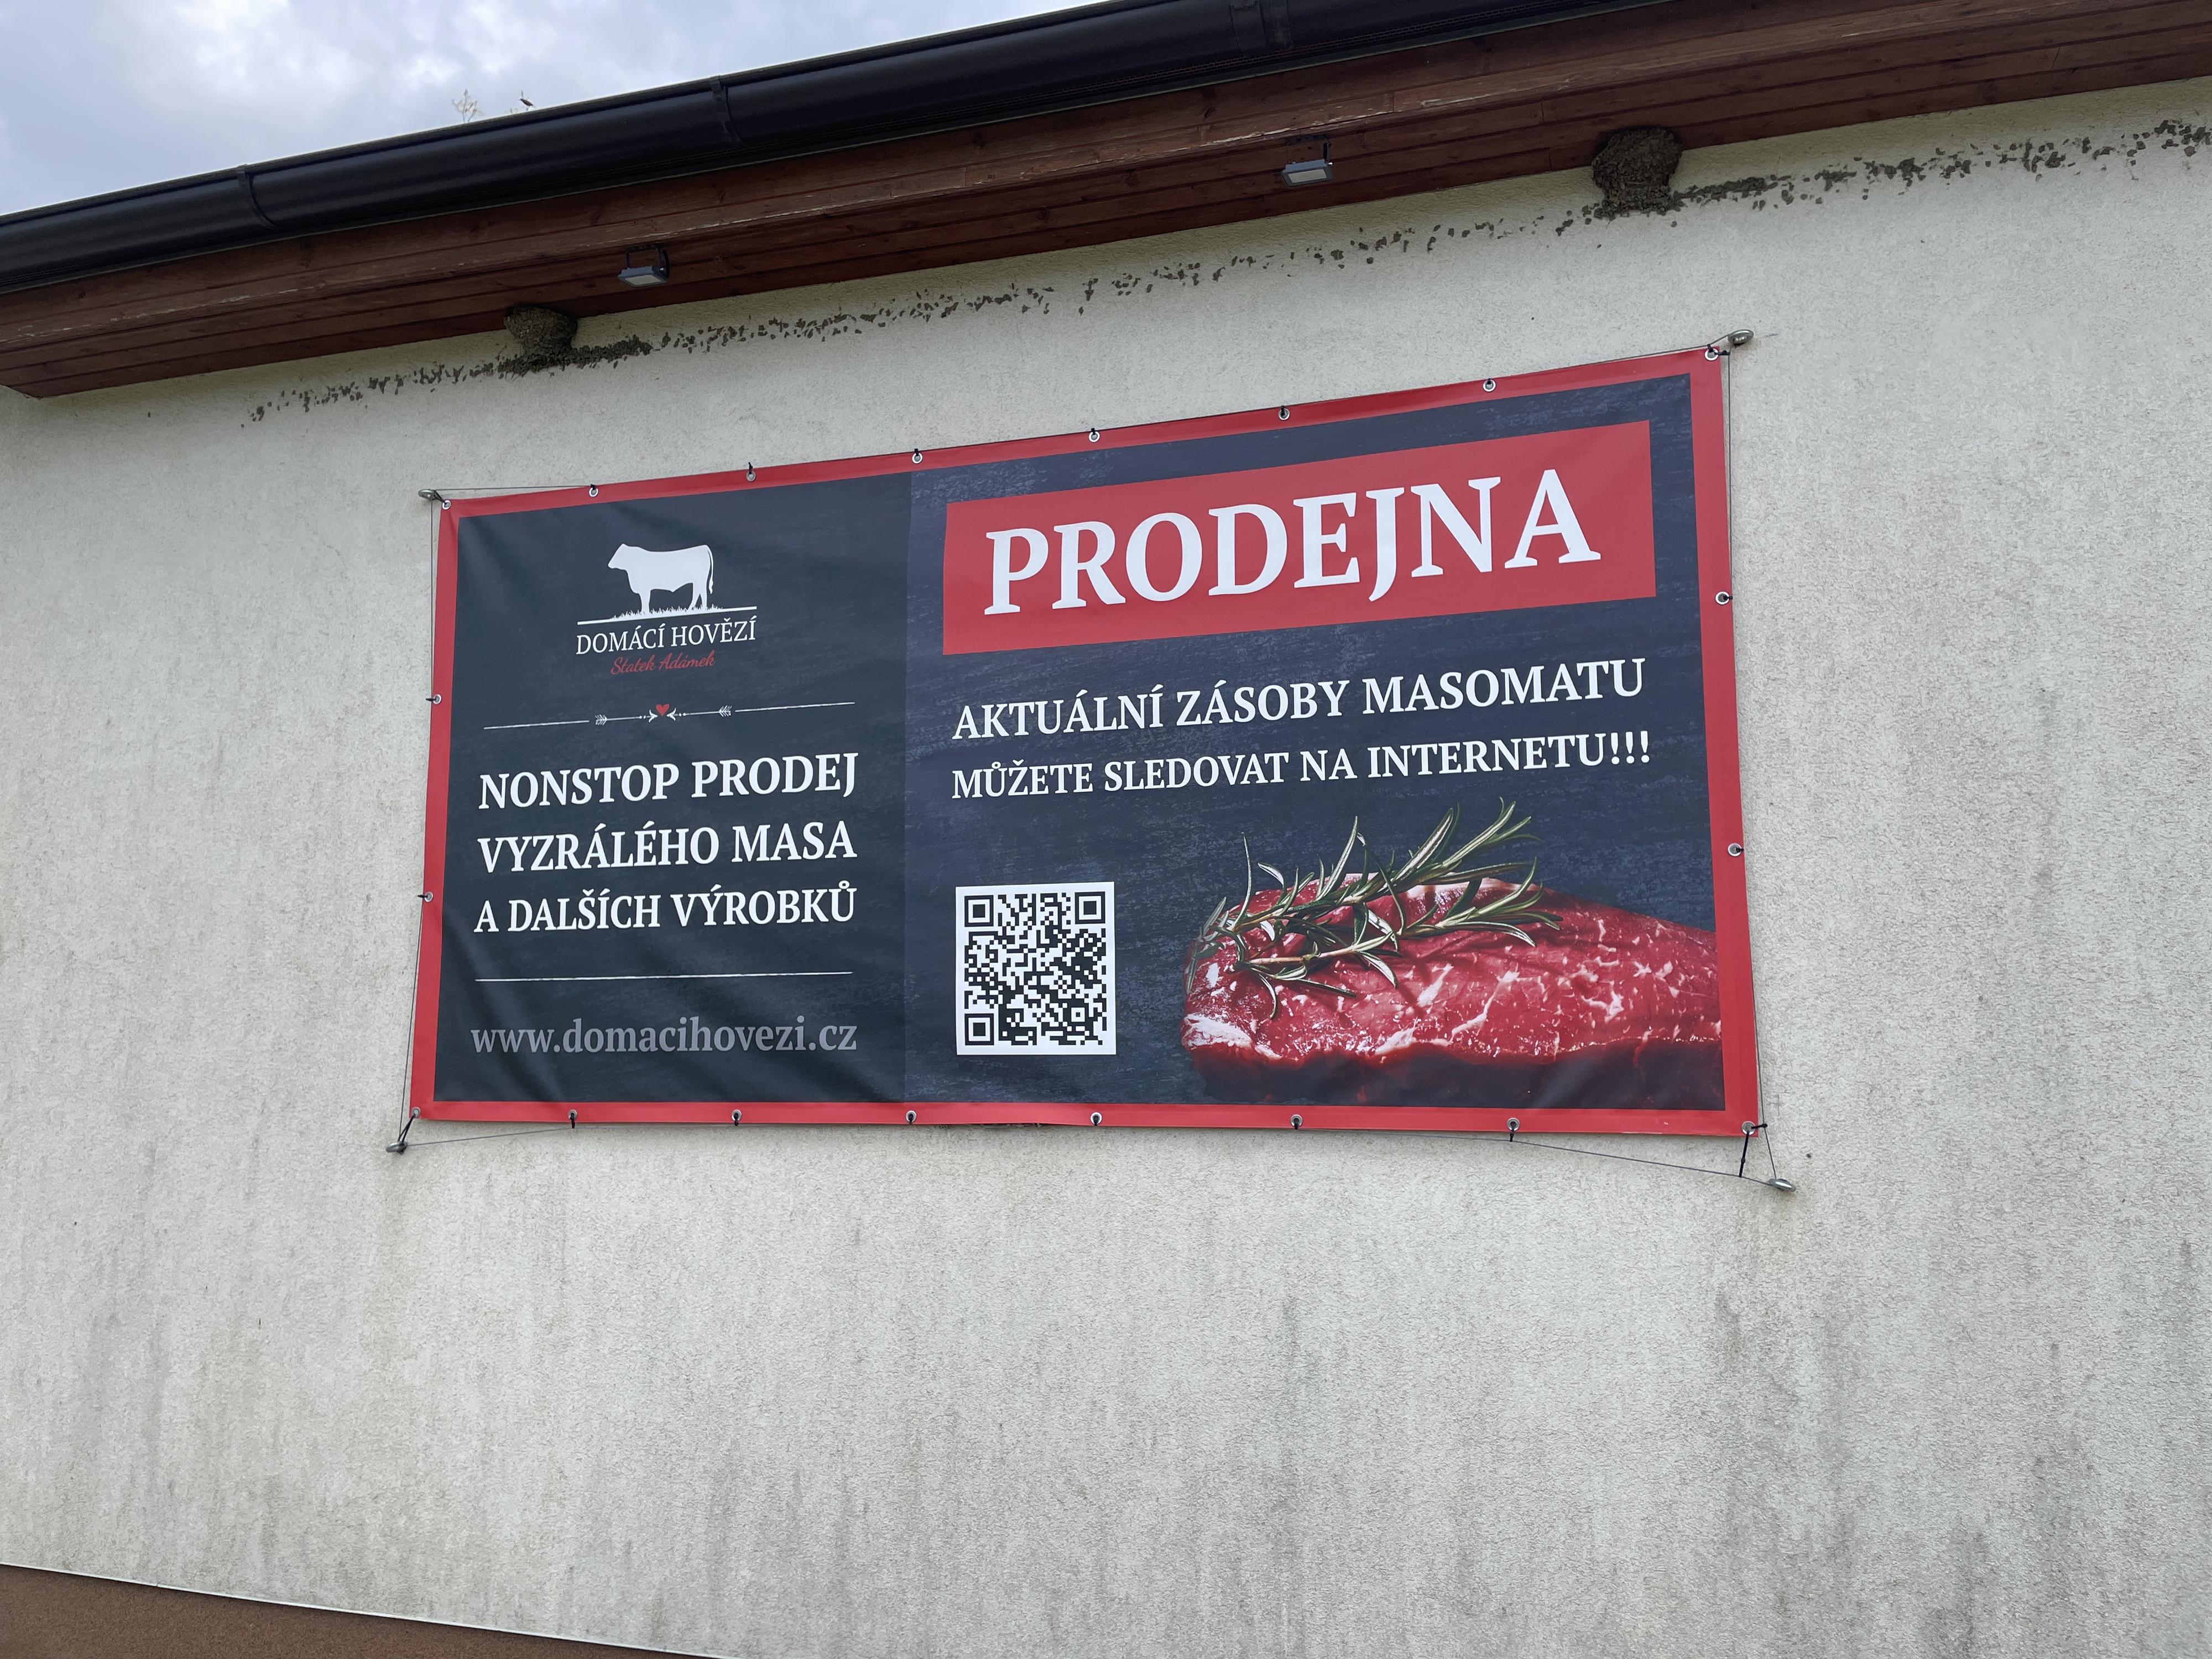 DOMÁCÍ HOVĚZÍ
Statek Adámek
NONSTOP PRODEJ
VYZRÁLÉHO MASA
A DALŠÍCH VÝROBKŮ
www.domacihovezi.cz
PRODEJNA
AKTUÁLNÍ ZÁSOBY MASOMATU
MŮŽETE SLEDOVAT NA INTERNETU!!!